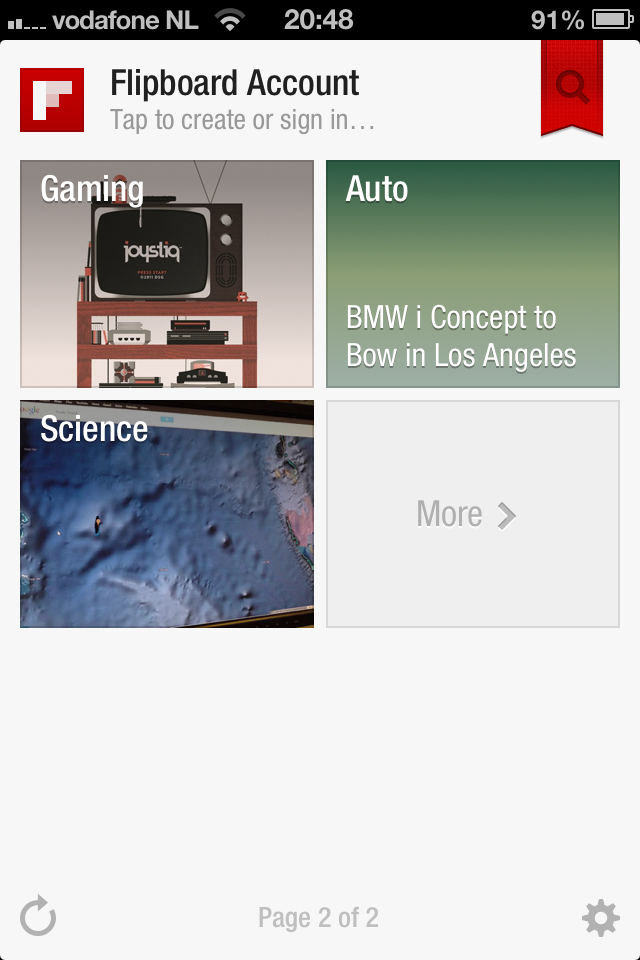 vodafone NL 20:48 91%
Flipboard Account
Tap to create or sign in...
Gaming
joystiq
PRESS START
Auto
BMW i Concept to
Bow in Los Angeles
Science
More
Page 2 of 2